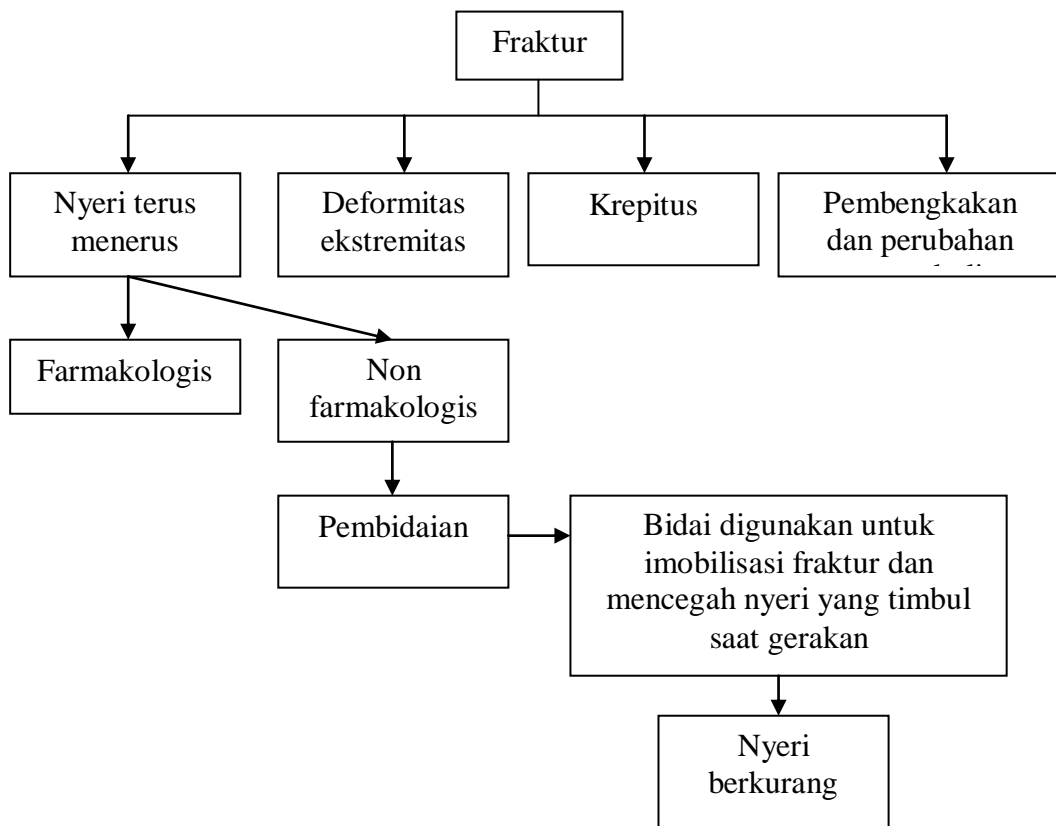 Fraktur
Nyeri terus
menerus
Deformitas
ekstremitas
Krepitus
Pembengkakan
dan perubahan
Farmakologis
Non
farmakologis
Pembidaian
Bidai digunakan untuk
imobilisasi fraktur dan
mencegah nyeri yang timbul
saat gerakan
Nyeri
berkurang